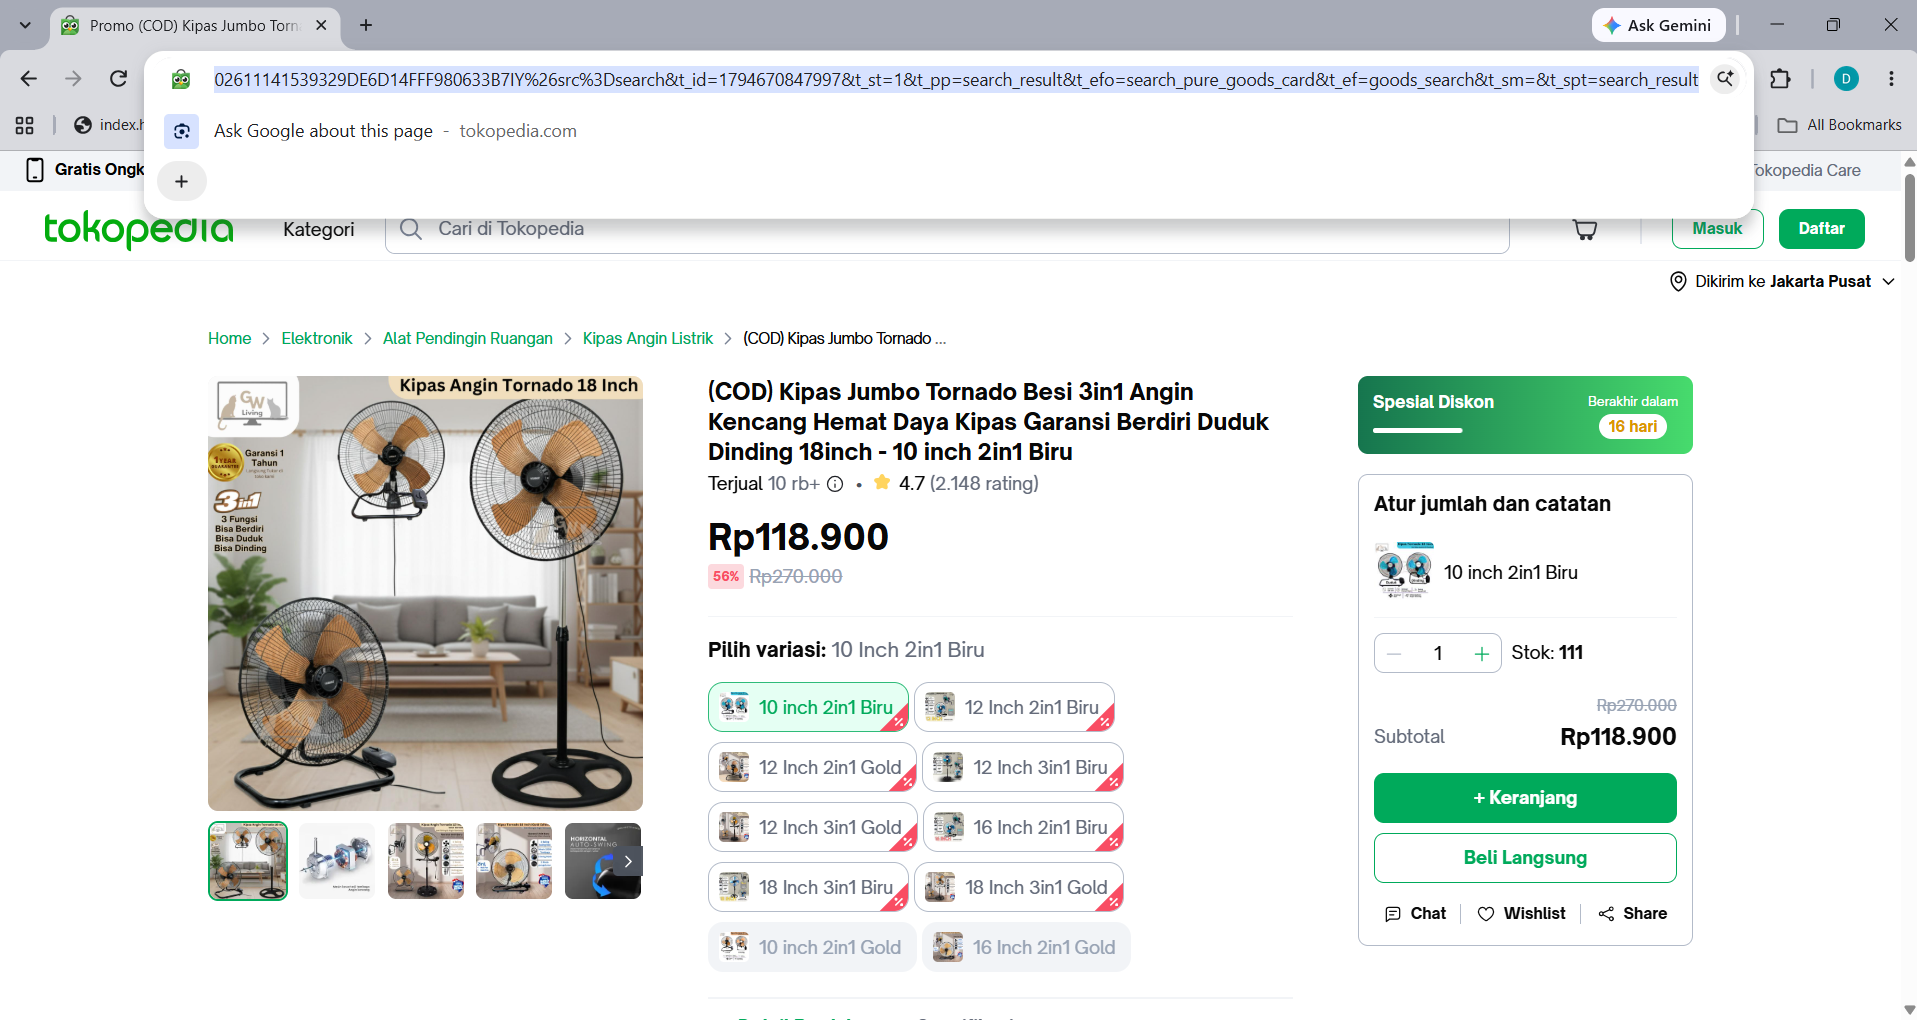 Promo (COD) Kipas Jumbo Torn
Ask Gemini
02611141539329DE6D14FFF980633B7IY%26src%3Dsearch&t_id=1794670847997&t_st=1&t_pp=search_result&t_efo=search_pure_goods_card&t_ef=goods_search&t_sm=&t_spt=search_result
D
Ask Google about this page - tokopedia.com
index.h
All Bookmarks
Gratis Ongk
Tokopedia Care
tokopedia
Kategori
Cari di Tokopedia
Masuk
Daftar
Dikirim ke Jakarta Pusat
Home > Elektronik > Alat Pendingin Ruangan > Kipas Angin Listrik > (COD) Kipas Jumbo Tornado ...
Kipas Angin Tornado 18 Inch
GW
Living
1 YEAR
Garansi 1
Tahun
3in1
3 Fungsi
Bisa Berdiri
Bisa Duduk
Bisa Dinding
HORIZONTAL
AUTO-SWING
(COD) Kipas Jumbo Tornado Besi 3in1 Angin
Kencang Hemat Daya Kipas Garansi Berdiri Duduk
Dinding 18inch - 10 inch 2in1 Biru
Terjual 10 rb+ • 4.7 (2.148 rating)
Rp118.900
56% Rp270.000
Pilih variasi: 10 Inch 2in1 Biru
10 inch 2in1 Biru
12 Inch 2in1 Biru
12 Inch 2in1 Gold
12 Inch 3in1 Biru
12 Inch 3in1 Gold
16 Inch 2in1 Biru
18 Inch 3in1 Biru
18 Inch 3in1 Gold
10 inch 2in1 Gold
16 Inch 2in1 Gold
Spesial Diskon
Berakhir dalam
16 hari
Atur jumlah dan catatan
10 inch 2in1 Biru
1
Stok: 111
Rp270.000
Subtotal
Rp118.900
+ Keranjang
Beli Langsung
Chat
Wishlist
Share